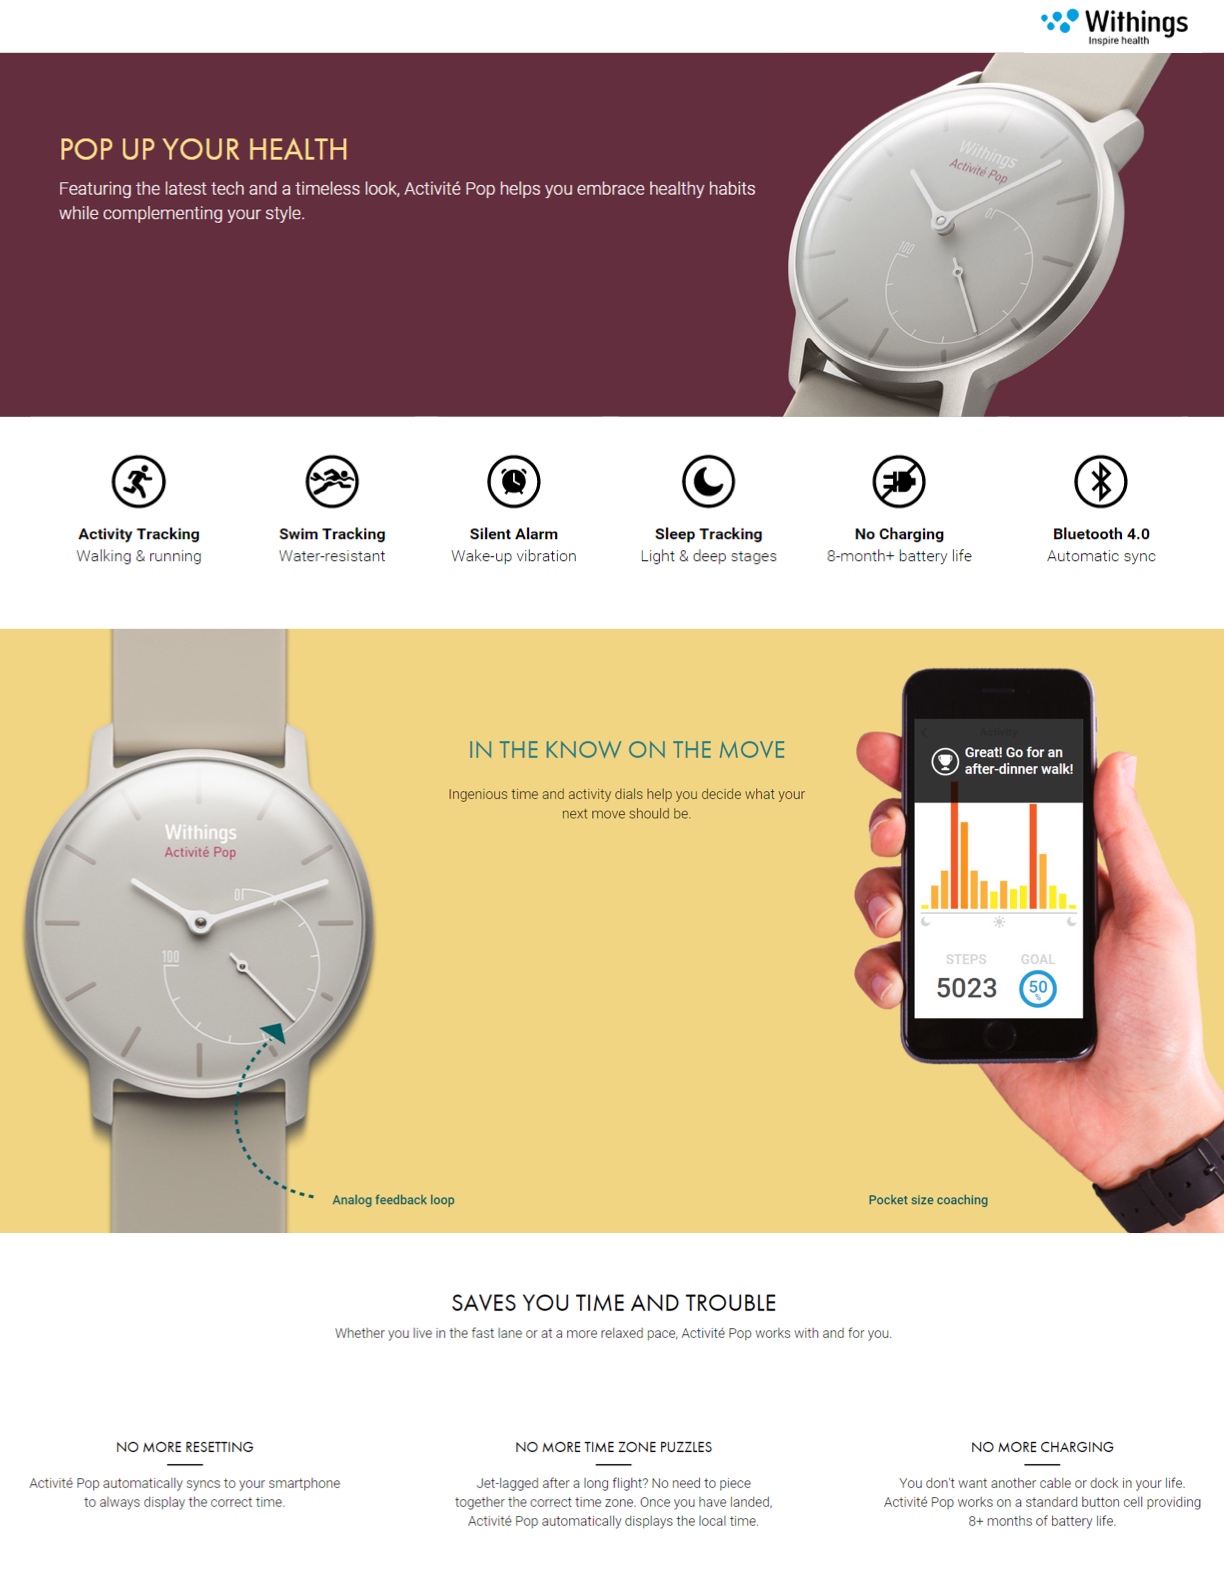 Withings
Inspire health
POP UP YOUR HEALTH
Featuring the latest tech and a timeless look, Activité Pop helps you embrace healthy habits
while complementing your style.
Withings
Activité Pop
10
100
Activity Tracking
Walking & running
Swim Tracking
Water-resistant
Silent Alarm
Wake-up vibration
Sleep Tracking
Light & deep stages
No Charging
8-month+ battery life
Bluetooth 4.0
Automatic sync
Withings
Activité Pop
10
100
Analog feedback loop
IN THE KNOW ON THE MOVE
Ingenious time and activity dials help you decide what your
next move should be.
Activity
Great! Go for an
after-dinner walk!
STEPS
5023
GOAL
50
%
Pocket size coaching
SAVES YOU TIME AND TROUBLE
Whether you live in the fast lane or at a more relaxed pace, Activité Pop works with and for you.
NO MORE RESETTING
Activité Pop automatically syncs to your smartphone
to always display the correct time.
NO MORE TIME ZONE PUZZLES
Jet-lagged after a long flight? No need to piece
together the correct time zone. Once you have landed,
Activité Pop automatically displays the local time.
NO MORE CHARGING
You don't want another cable or dock in your life.
Activité Pop works on a standard button cell providing
8+ months of battery life.